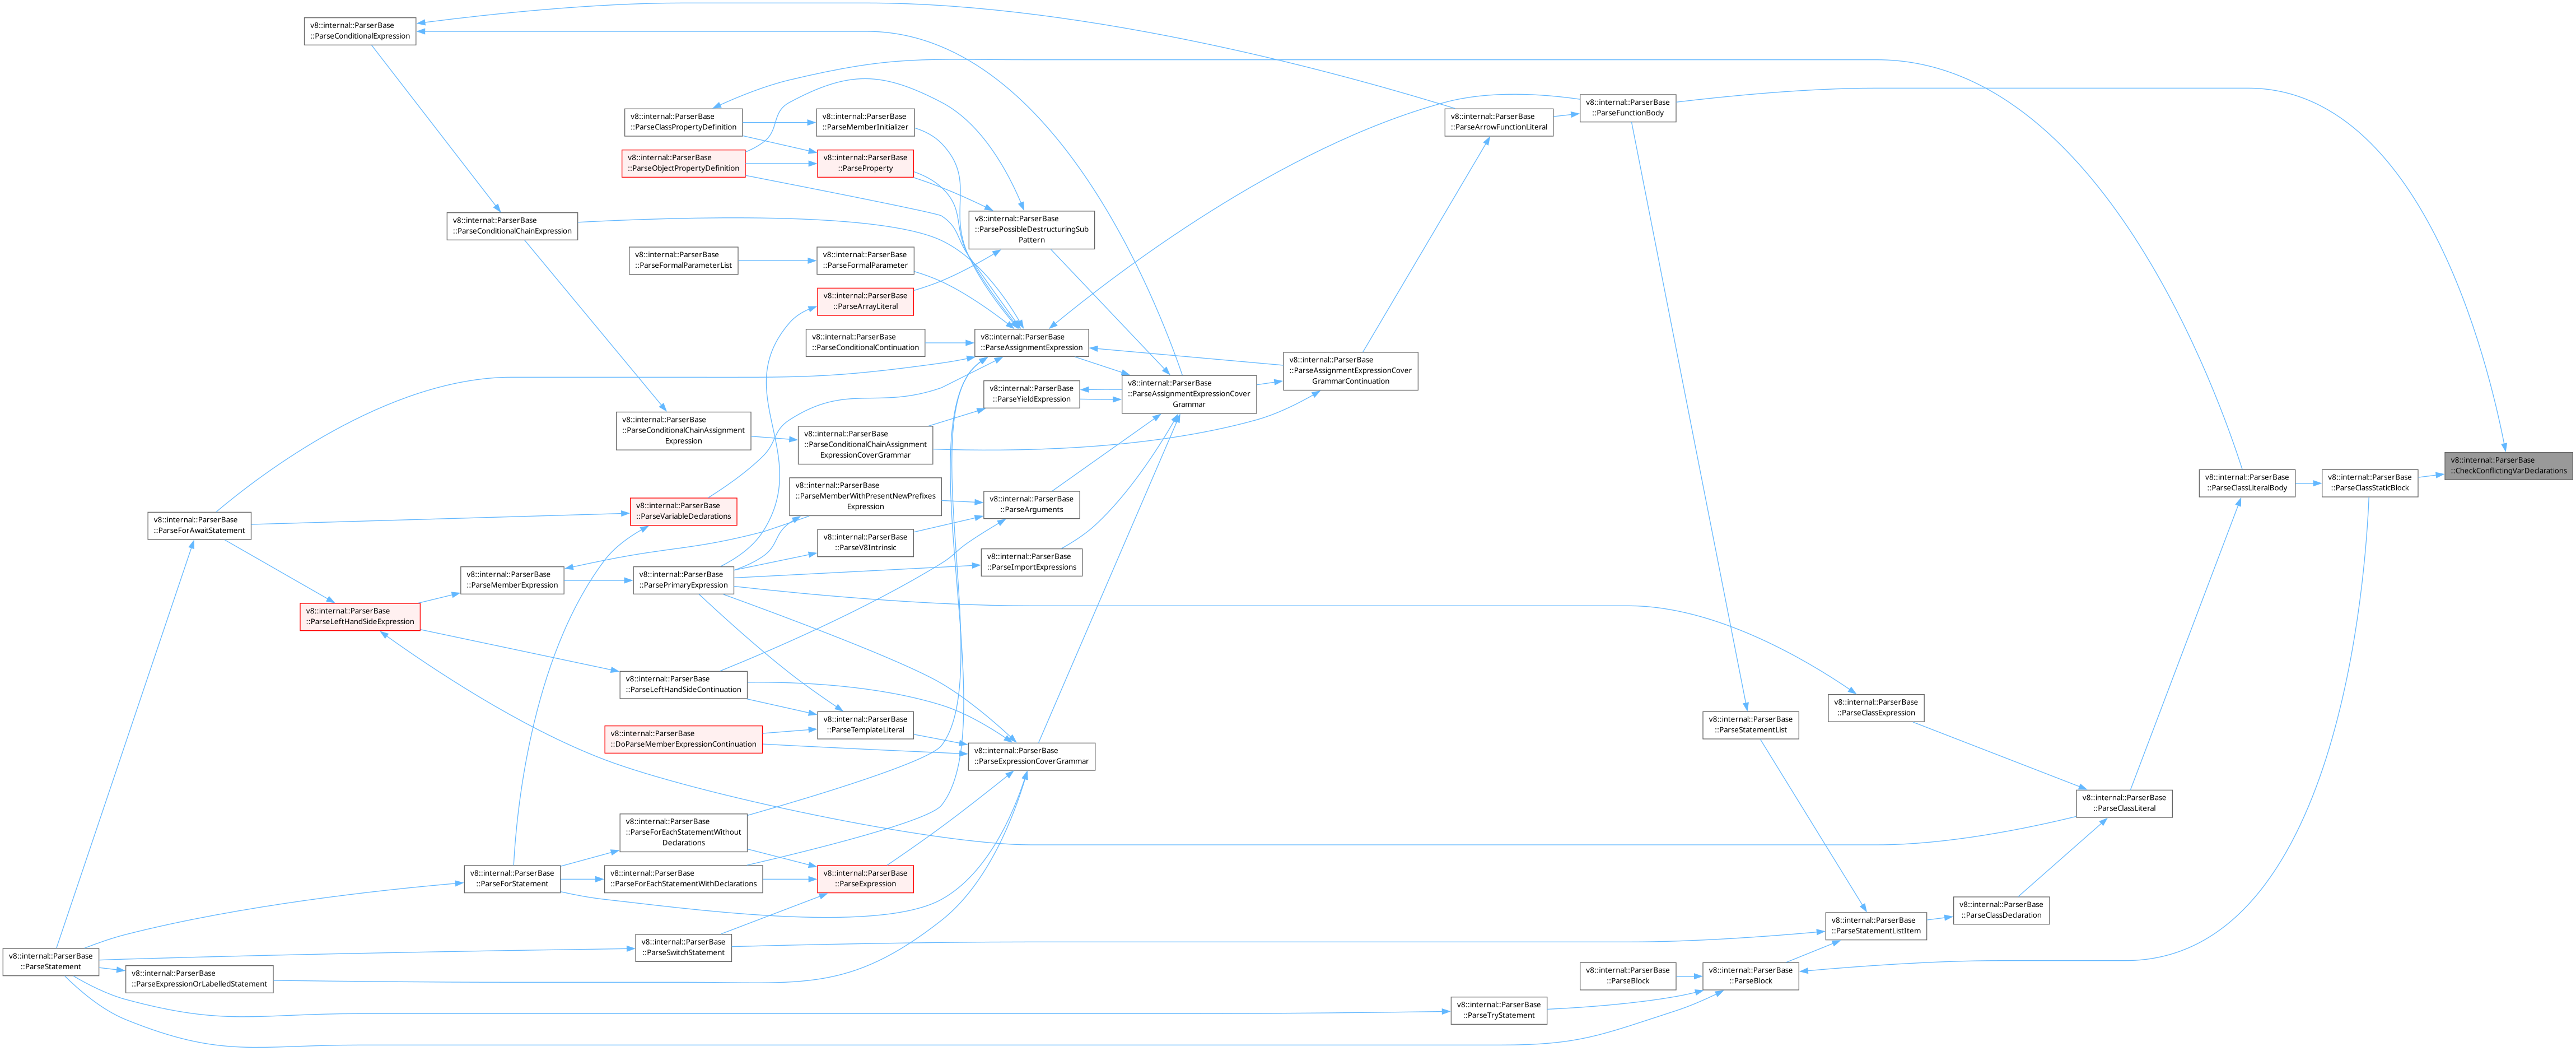 v8::internal::ParserBase
::ParseConditionalExpression
v8::internal::ParserBase
::ParseClassPropertyDefinition
v8::internal::ParserBase
::ParseMemberInitializer
v8::internal::ParserBase
::ParseArrowFunctionLiteral
v8::internal::ParserBase
::ParseFunctionBody
v8::internal::ParserBase
::ParseObjectPropertyDefinition
v8::internal::ParserBase
::ParseProperty
v8::internal::ParserBase
::ParseConditionalChainExpression
v8::internal::ParserBase
::ParsePossibleDestructuringSub
Pattern
v8::internal::ParserBase
::ParseFormalParameterList
v8::internal::ParserBase
::ParseFormalParameter
v8::internal::ParserBase
::ParseArrayLiteral
v8::internal::ParserBase
::ParseConditionalContinuation
v8::internal::ParserBase
::ParseAssignmentExpression
v8::internal::ParserBase
::ParseAssignmentExpressionCover
GrammarContinuation
v8::internal::ParserBase
::ParseYieldExpression
v8::internal::ParserBase
::ParseAssignmentExpressionCover
Grammar
v8::internal::ParserBase
::ParseConditionalChainAssignment
Expression
v8::internal::ParserBase
::ParseConditionalChainAssignment
ExpressionCoverGrammar
v8::internal::ParserBase
::CheckConflictingVarDeclarations
v8::internal::ParserBase
::ParseClassLiteralBody
v8::internal::ParserBase
::ParseClassStaticBlock
v8::internal::ParserBase
::ParseMemberWithPresentNewPrefixes
Expression
v8::internal::ParserBase
::ParseArguments
v8::internal::ParserBase
::ParseVariableDeclarations
v8::internal::ParserBase
::ParseForAwaitStatement
v8::internal::ParserBase
::ParseV8Intrinsic
v8::internal::ParserBase
::ParseImportExpressions
v8::internal::ParserBase
::ParseMemberExpression
v8::internal::ParserBase
::ParsePrimaryExpression
v8::internal::ParserBase
::ParseLeftHandSideExpression
v8::internal::ParserBase
::ParseLeftHandSideContinuation
v8::internal::ParserBase
::ParseClassExpression
v8::internal::ParserBase
::ParseTemplateLiteral
v8::internal::ParserBase
::ParseStatementList
v8::internal::ParserBase
::DoParseMemberExpressionContinuation
v8::internal::ParserBase
::ParseExpressionCoverGrammar
v8::internal::ParserBase
::ParseClassLiteral
v8::internal::ParserBase
::ParseForEachStatementWithout
Declarations
v8::internal::ParserBase
::ParseForStatement
v8::internal::ParserBase
::ParseForEachStatementWithDeclarations
v8::internal::ParserBase
::ParseExpression
v8::internal::ParserBase
::ParseClassDeclaration
v8::internal::ParserBase
::ParseStatementListItem
v8::internal::ParserBase
::ParseSwitchStatement
v8::internal::ParserBase
::ParseStatement
v8::internal::ParserBase
::ParseExpressionOrLabelledStatement
v8::internal::ParserBase
::ParseBlock
v8::internal::ParserBase
::ParseBlock
v8::internal::ParserBase
::ParseTryStatement